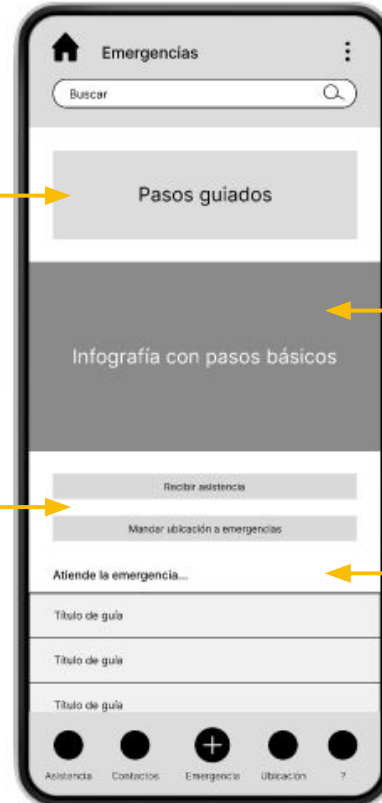 Emergencias
Buscar
Pasos guiados
Infografía con pasos básicos
Recibir asistencia
Mandar ubicación a emergencias
Atiende la emergencia...
Título de guía
Título de guía
Título de guía
Asistencia Contactos Emergencia Ubicación ?